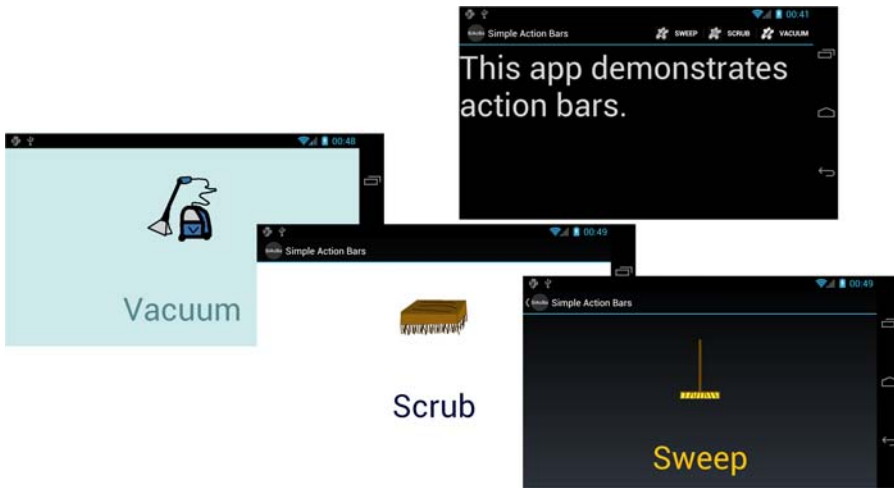 00:41
Simple Action Bars SWEEP SCRUB VACUUM
This app demonstrates
action bars.
00:48
Vacuum
00:49
Simple Action Bars
Scrub
00:49
Simple Action Bars
Sweep